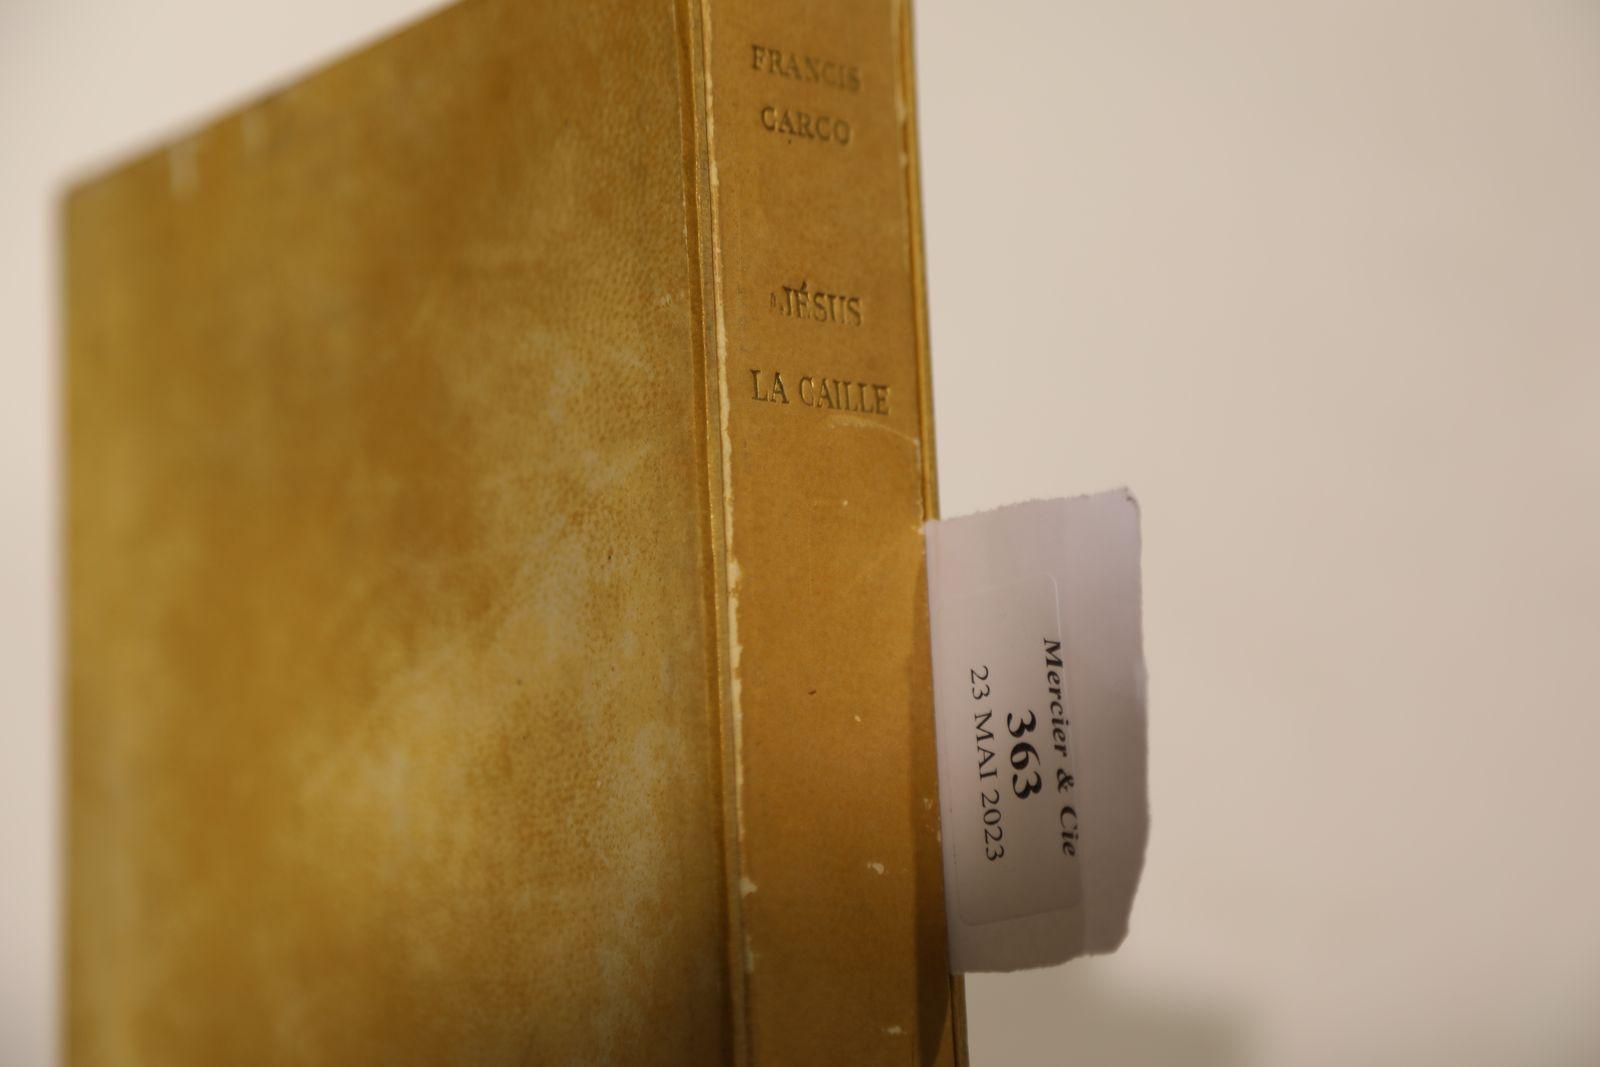 FRANCIS
CARCO
JÉSUS
LA CAILLE
Mercier & Cie
363
23 MAI 2023